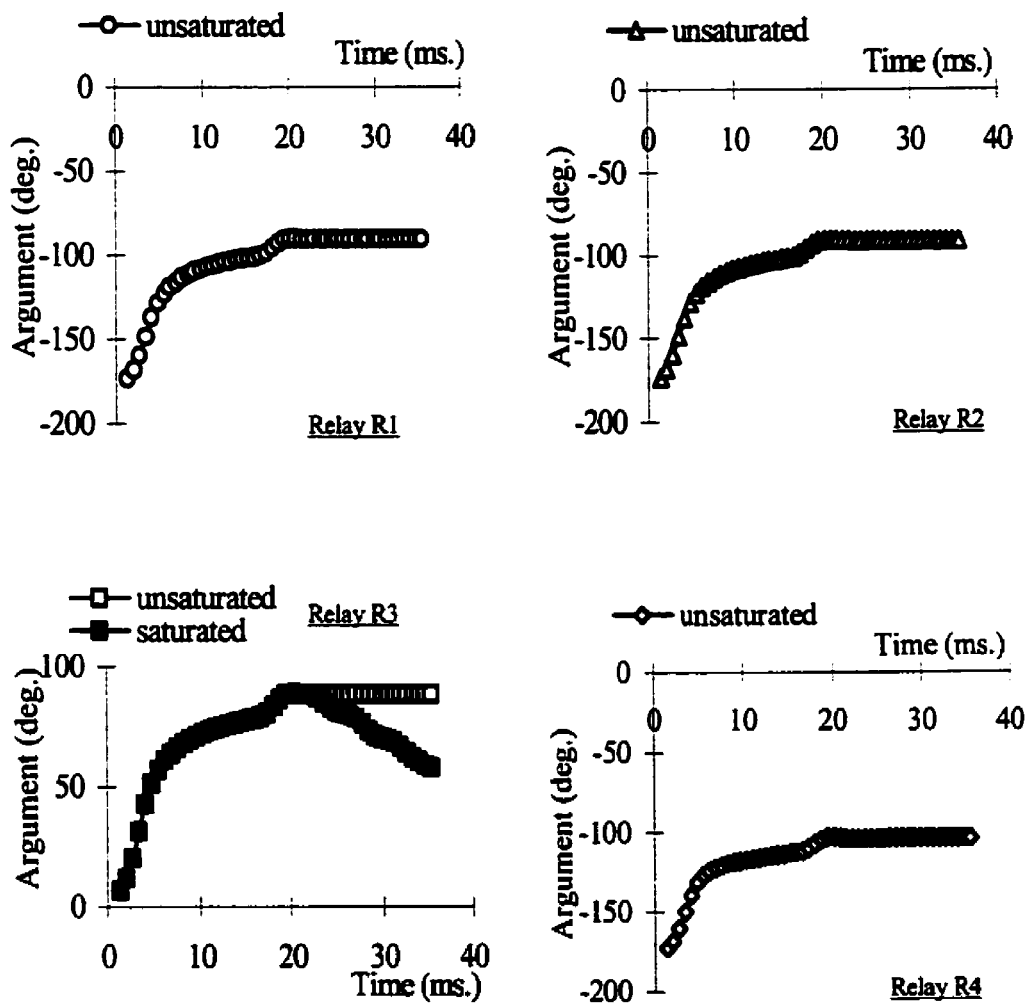 unsaturated
Time (ms.)
0
0 10 20 30 40
-50
-100
-150
-200
Argument (deg.)
Relay R1
unsaturated
Time (ms.)
0
0 10 20 30 40
-50
-100
-150
-200
Argument (deg.)
Relay R2
unsaturated
saturated
Relay R3
100
50
0
Argument (deg.)
0 10 20 30 40
Time (ms.)
unsaturated
Time (ms.)
0
0 10 20 30 40
-50
-100
-150
-200
Argument (deg.)
Relay R4